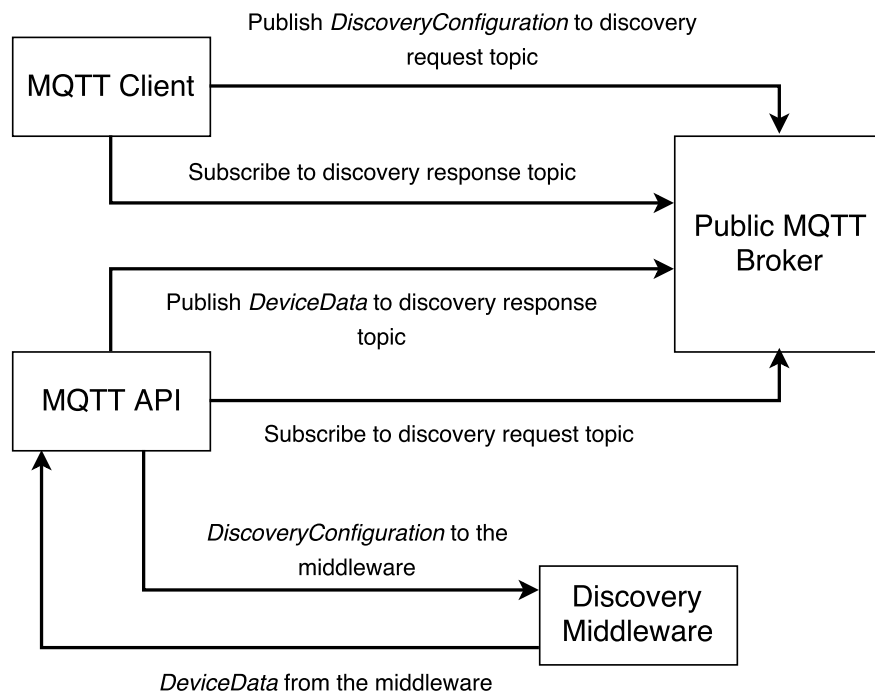 Publish DiscoveryConfiguration to discovery
request topic
MQTT Client
Subscribe to discovery response topic
Public MQTT
Broker
Publish DeviceData to discovery response
topic
MQTT API
Subscribe to discovery request topic
DiscoveryConfiguration to the
middleware
Discovery
Middleware
DeviceData from the middleware